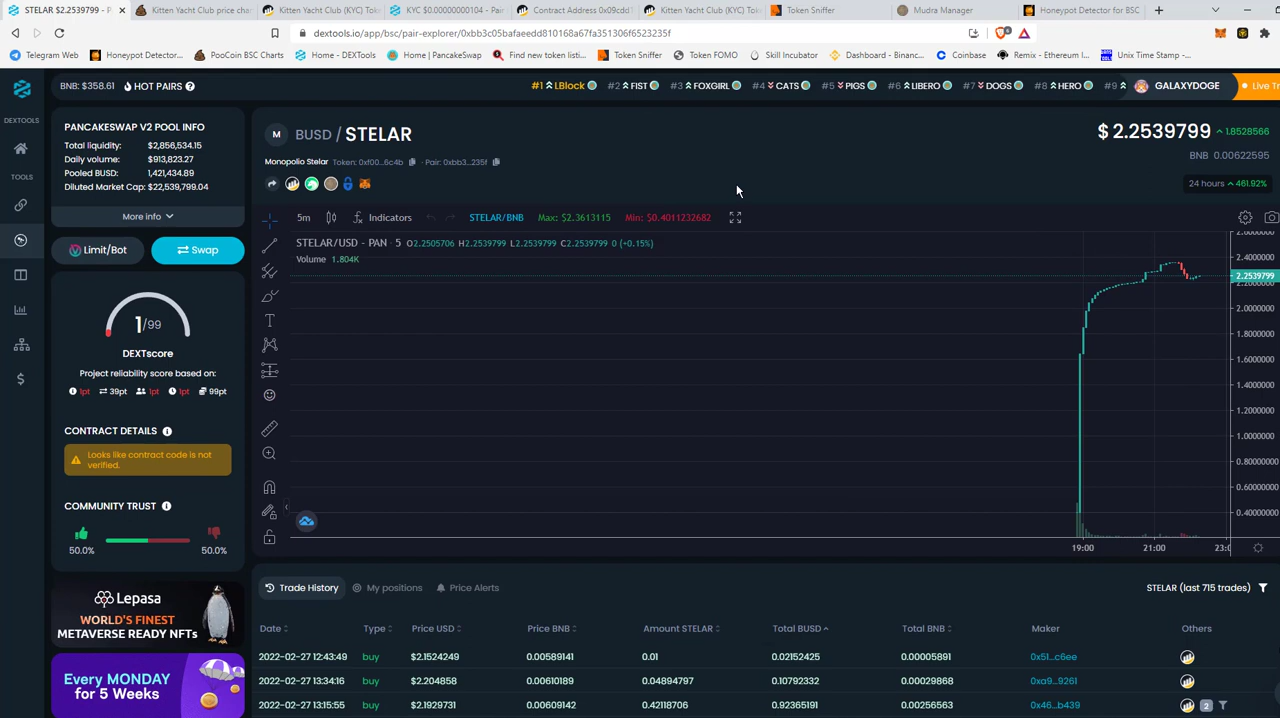 STELAR $2.2539799 - P
Kitten Yacht Club price char
Kitten Yacht Club (KYC) Tok
KYC $0.00000000104 - Pair
Contract Address 0x09cdd1
Kitten Yacht Club (KYC) Tok
Token Sniffer
Mudra Manager
Honeypot Detector for BSC
dextools.io/app/bsc/pair-explorer/0xbb3c05bafaeedd810168a67fa351306f6523235f
Telegram Web
Honeypot Detector...
PooCoin BSC Charts
Home - DEXTools
Home | PancakeSwap
Find new token listi...
Token Sniffer
Token FOMO
Skill Incubator
Dashboard – Binanc...
Coinbase
Remix - Ethereum I...
Unix Time Stamp -...
BNB: $358.61
HOT PAIRS
#1 LBlock
#2 FIST
#3 FOXGIRL
#4 CATS
#5 PIGS
#6 LIBERO
#7 DOGS
#8 HERO
#9
GALAXYDOGE
Live Tr
DEXTOOLS
TOOLS
PANCAKESWAP V2 POOL INFO
Total liquidity: $2,856,534.15
Daily volume: $913,823.27
Pooled BUSD: 1,421,434.89
Diluted Market Cap: $22,539,799.04
More info
Limit/Bot
Swap
1/99
DEXTscore
Project reliability score based on:
1pt 39pt 1pt 1pt 99pt
CONTRACT DETAILS
Looks like contract code is not
verified.
COMMUNITY TRUST
50.0% 50.0%
Lepasa
WORLD'S FINEST
METAVERSE READY NFTS
Every MONDAY
for 5 Weeks
M
BUSD / STELAR
Monopolio Stelar Token: 0xf00...6c4b - Pair: 0xbb3...235f
$ 2.2539799 1.8528566
BNB 0.00622595
24 hours 461.92%
5m
Indicators
STELAR/BNB
Max: $2.3613115
Min: $0.4011232682
STELAR/USD - PAN · 5 O2.2505706 H2.2539799 L2.2539799 C2.2539799 0 (+0.15%)
Volume 1.804K
2.6000000
2.4000000
2.2539799
2.2000000
2.0000000
1.8000000
1.6000000
1.4000000
1.2000000
1.0000000
0.8000000
0.6000000
0.4000000
19:00 21:00 23:0
Trade History
My positions
Price Alerts
STELAR (last 715 trades)
Date Type Price USD Price BNB Amount STELAR Total BUSD Total BNB Maker Others
2022-02-27 12:43:49 buy $2.1524249 0.00589141 0.01 0.02152425 0.00005891 0x51...c6ee
2022-02-27 13:34:16 buy $2.204858 0.00610189 0.04894797 0.10792332 0.00029868 0xa9...9261
2022-02-27 13:15:55 buy $2.1929731 0.00609142 0.42118706 0.92365191 0.00256563 0x46...b439 2